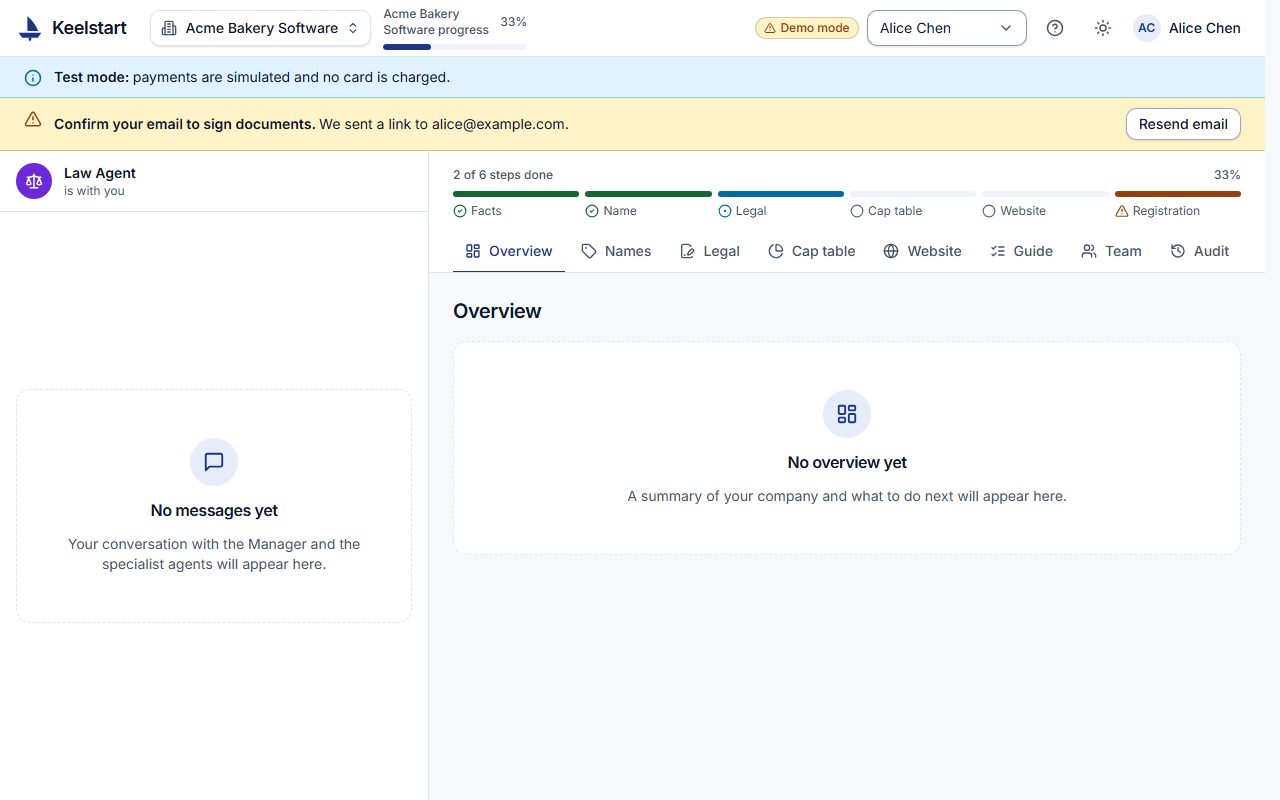 Keelstart
Acme Bakery Software
Acme Bakery
Software progress
33%
Demo mode
Alice Chen
AC
Alice Chen
Test mode: payments are simulated and no card is charged.
Confirm your email to sign documents. We sent a link to alice@example.com.
Resend email
Law Agent
is with you
2 of 6 steps done
33%
Facts
Name
Legal
Cap table
Website
Registration
Overview
Names
Legal
Cap table
Website
Guide
Team
Audit
Overview
No overview yet
A summary of your company and what to do next will appear here.
No messages yet
Your conversation with the Manager and the
specialist agents will appear here.